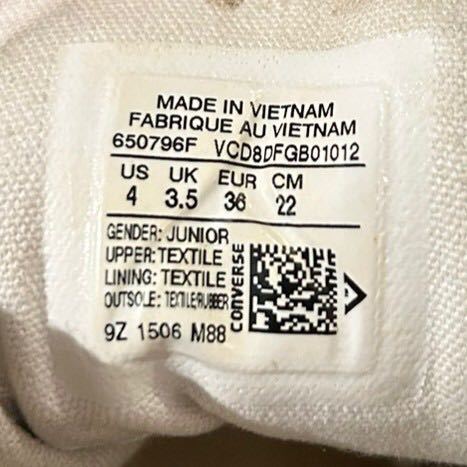 MADE IN VIETNAM
FABRIQUE AU VIETNAM
650796F VCD8DFGB01012
US UK EUR CM
4 3.5 36 22
GENDER: JUNIOR
UPPER: TEXTILE
LINING: TEXTILE
OUTSOLE: TEXTILE/RUBBER
CONVERSE
9Z 1506 M88